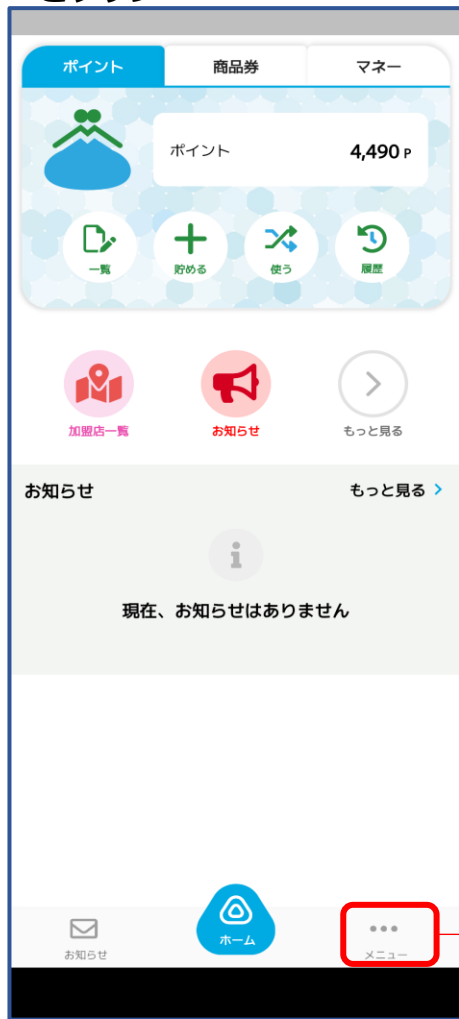 ポイント
商品券
マネー
ポイント
4,490 P
一覧
貯める
使う
履歴
加盟店一覧
お知らせ
もっと見る
お知らせ
もっと見る
現在、お知らせはありません
お知らせ
ホーム
メニュー